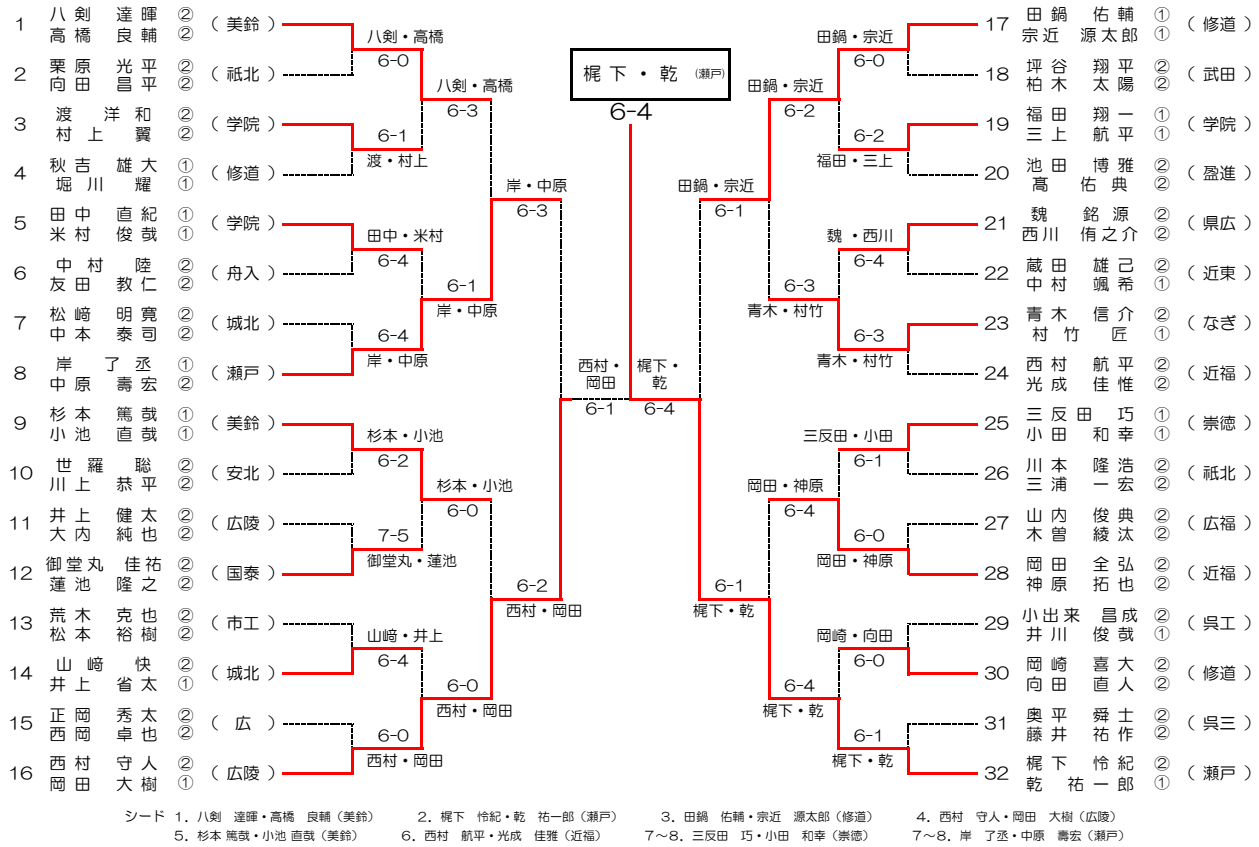 1 八剣 達暉 ② 高橋 良輔 ② （美鈴）
2 栗原 光平 ② 向田 昌平 ② （祇北）
3 渡 洋和 ② 村上 翼 ② （学院）
4 秋吉 雄大 ① 堀川 耀 ① （修道）
5 田中 直紀 ① 米村 俊哉 ① （学院）
6 中村 陸 ② 友田 教仁 ② （舟入）
7 松﨑 明寛 ② 中本 泰司 ② （城北）
8 岸 了丞 ① 中原 壽宏 ② （瀬戸）
9 杉本 篤哉 ① 小池 直哉 ① （美鈴）
10 世羅 聡 ② 川上 恭平 ② （安北）
11 井上 健太 ② 大内 純也 ② （広陵）
12 御堂丸 佳祐 ② 蓮池 隆之 ② （国泰）
13 荒木 克也 ② 松本 裕樹 ② （市工）
14 山﨑 快 ② 井上 省太 ① （城北）
15 正岡 秀太 ② 西岡 卓也 ② （広）
16 西村 守人 ② 岡田 大樹 ① （広陵）
八剣・高橋
6-0
6-1
渡・村上
田中・米村
6-4
6-4
岸・中原
杉本・小池
6-2
7-5
御堂丸・蓮池
山﨑・井上
6-4
6-0
西村・岡田
八剣・高橋
6-3
6-1
岸・中原
杉本・小池
6-0
6-0
西村・岡田
岸・中原
6-3
6-2
西村・岡田
西村・
岡田
6-1
梶下・乾 （瀬戸）
6-4
梶下・
乾
6-4
田鍋・宗近
6-1
6-1
梶下・乾
田鍋・宗近
6-2
6-3
青木・村竹
岡田・神原
6-4
6-4
梶下・乾
田鍋・宗近
6-0
6-2
福田・三上
魏・西川
6-4
6-3
青木・村竹
三反田・小田
6-1
6-0
岡田・神原
岡崎・向田
6-0
6-1
梶下・乾
17 田鍋 佑輔 ① 宗近 源太郎 ① （修道）
18 坪谷 翔平 ② 柏木 太陽 ② （武田）
19 福田 翔一 ① 三上 航平 ① （学院）
20 池田 博雅 ② 髙 佑典 ② （盈進）
21 魏 銘源 ② 西川 侑之介 ② （県広）
22 蔵田 雄己 ② 中村 颯希 ① （近東）
23 青木 信介 ② 村竹 匠 ① （なぎ）
24 西村 航平 ② 光成 佳惟 ② （近福）
25 三反田 巧 ① 小田 和幸 ① （崇徳）
26 川本 隆浩 ② 三浦 一宏 ② （祇北）
27 山内 俊典 ② 木曽 綾汰 ② （広福）
28 岡田 全弘 ② 神原 拓也 ② （近福）
29 小出来 昌成 ② 井川 俊哉 ① （呉工）
30 岡崎 喜大 ② 向田 直人 ② （修道）
31 奥平 舜士 ② 藤井 祐作 ② （呉三）
32 梶下 怜紀 ② 乾 祐一郎 ① （瀬戸）
シード 1．八剣 達暉・高橋 良輔（美鈴） 2．梶下 怜紀・乾 祐一郎（瀬戸） 3．田鍋 佑輔・宗近 源太郎（修道） 4．西村 守人・岡田 大樹（広陵）
5．杉本 篤哉・小池 直哉（美鈴） 6．西村 航平・光成 佳雅（近福） 7～8．三反田 巧・小田 和幸（崇徳） 7～8．岸 了丞・中原 壽宏（瀬戸）